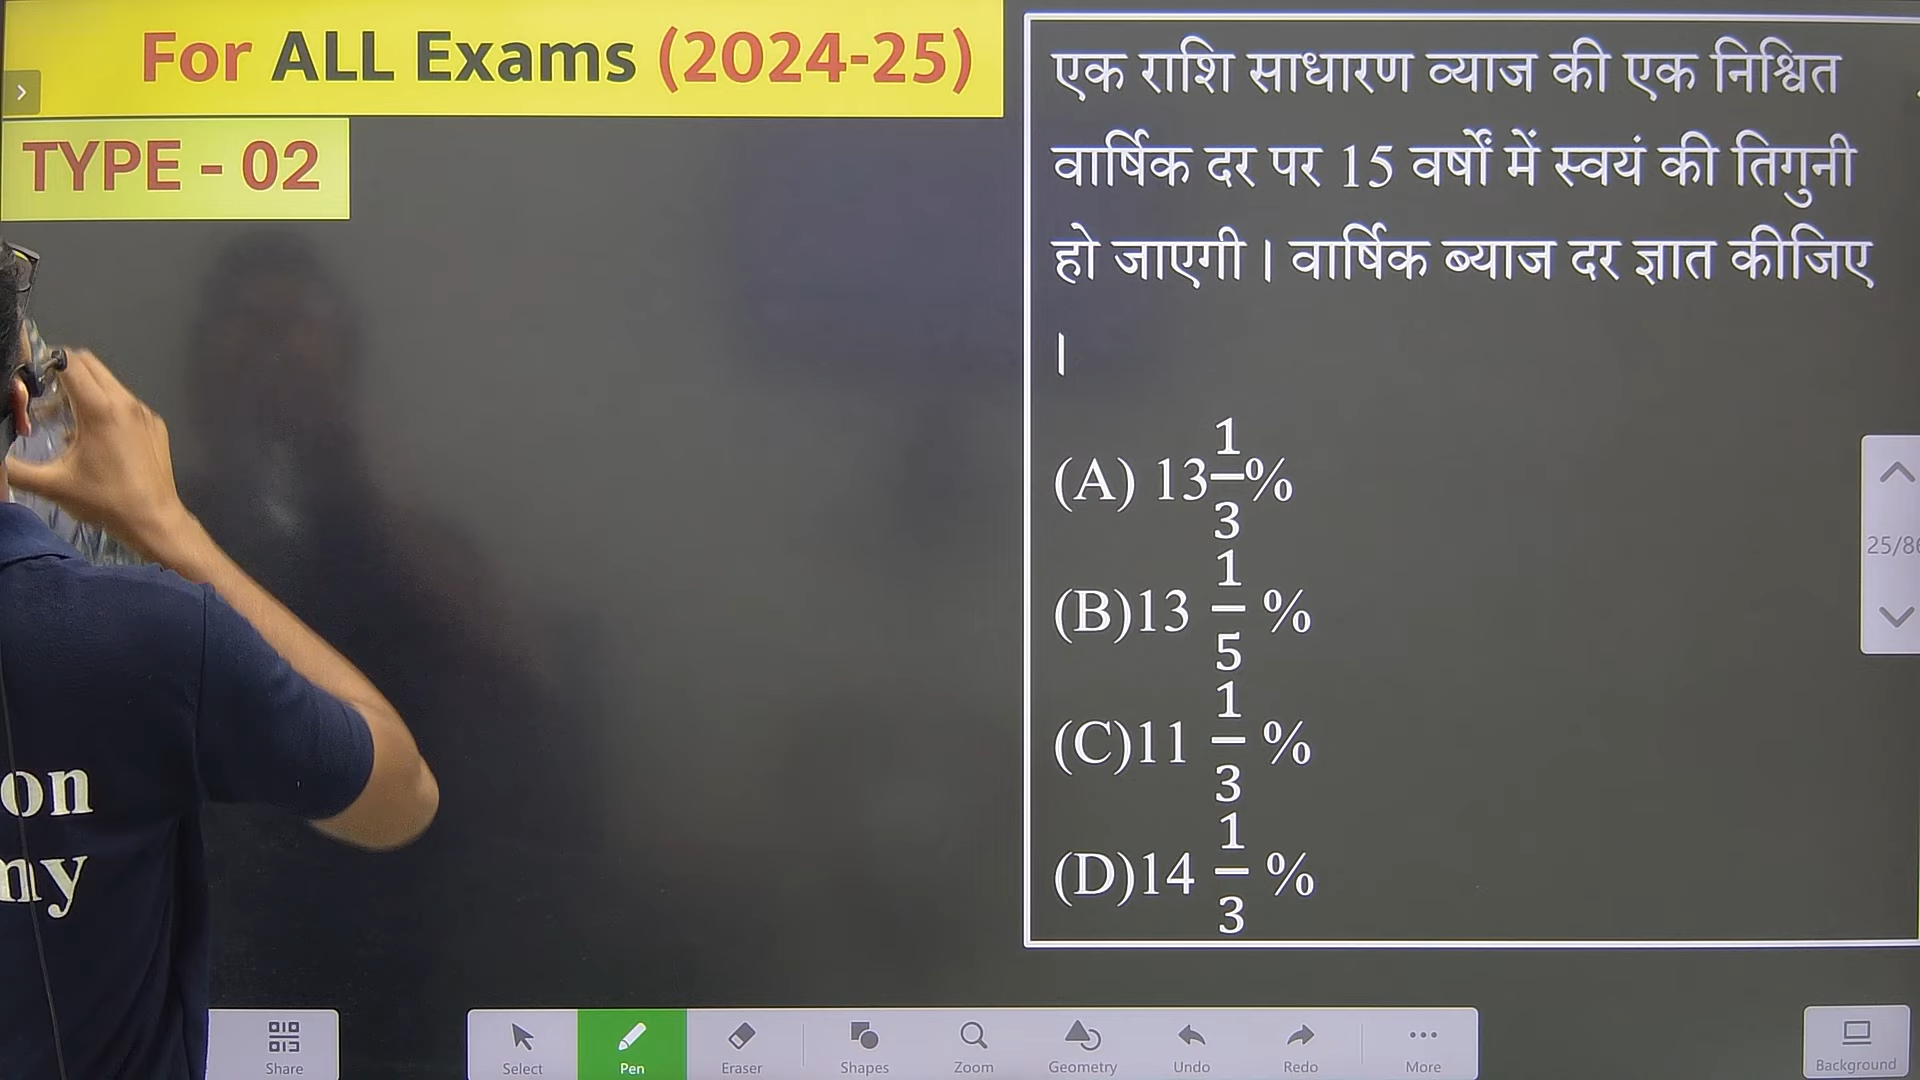 For ALL Exams (2024-25)
TYPE - 02
एक राशि साधारण व्याज की एक निश्चित
वार्षिक दर पर 15 वर्षों में स्वयं की तिगुनी
हो जाएगी । वार्षिक ब्याज दर ज्ञात कीजिए
।
(A) 13 1/3 %
(B)13 1/5 %
(C)11 1/3 %
(D)14 1/3 %
25/86
on
my
Share
Select
Pen
Eraser
Shapes
Zoom
Geometry
Undo
Redo
More
Background